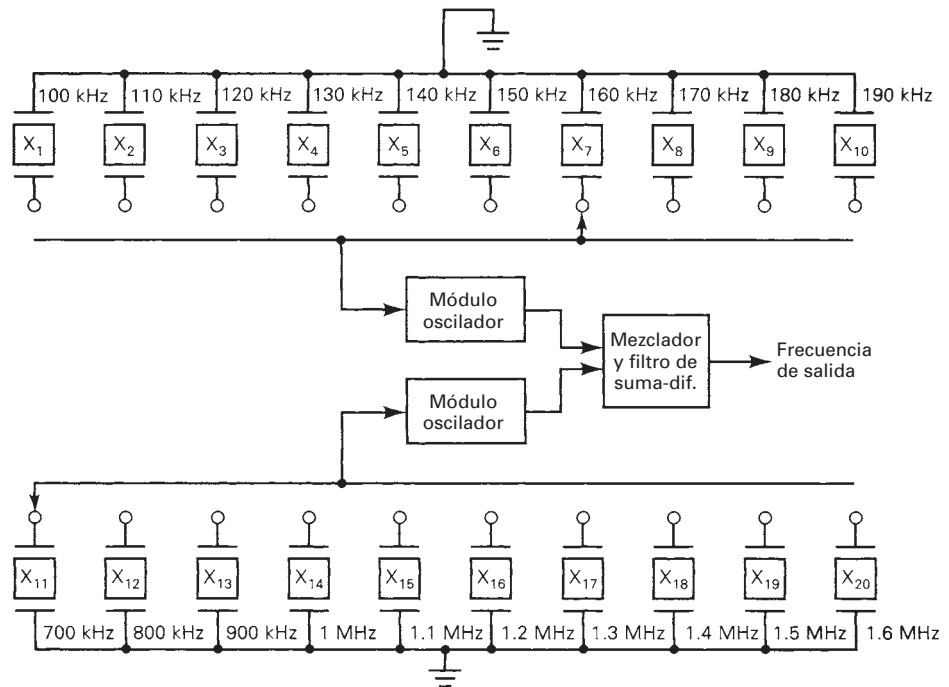 100 kHz 110 kHz 120 kHz 130 kHz 140 kHz 150 kHz 160 kHz 170 kHz 180 kHz 190 kHz
X₁ X₂ X₃ X₄ X₅ X₆ X₇ X₈ X₉ X₁₀
Módulo
oscilador
Mezclador
y filtro de
suma-dif.
Frecuencia
de salida
Módulo
oscilador
X₁₁ X₁₂ X₁₃ X₁₄ X₁₅ X₁₆ X₁₇ X₁₈ X₁₉ X₂₀
700 kHz 800 kHz 900 kHz 1 MHz 1.1 MHz 1.2 MHz 1.3 MHz 1.4 MHz 1.5 MHz 1.6 MHz